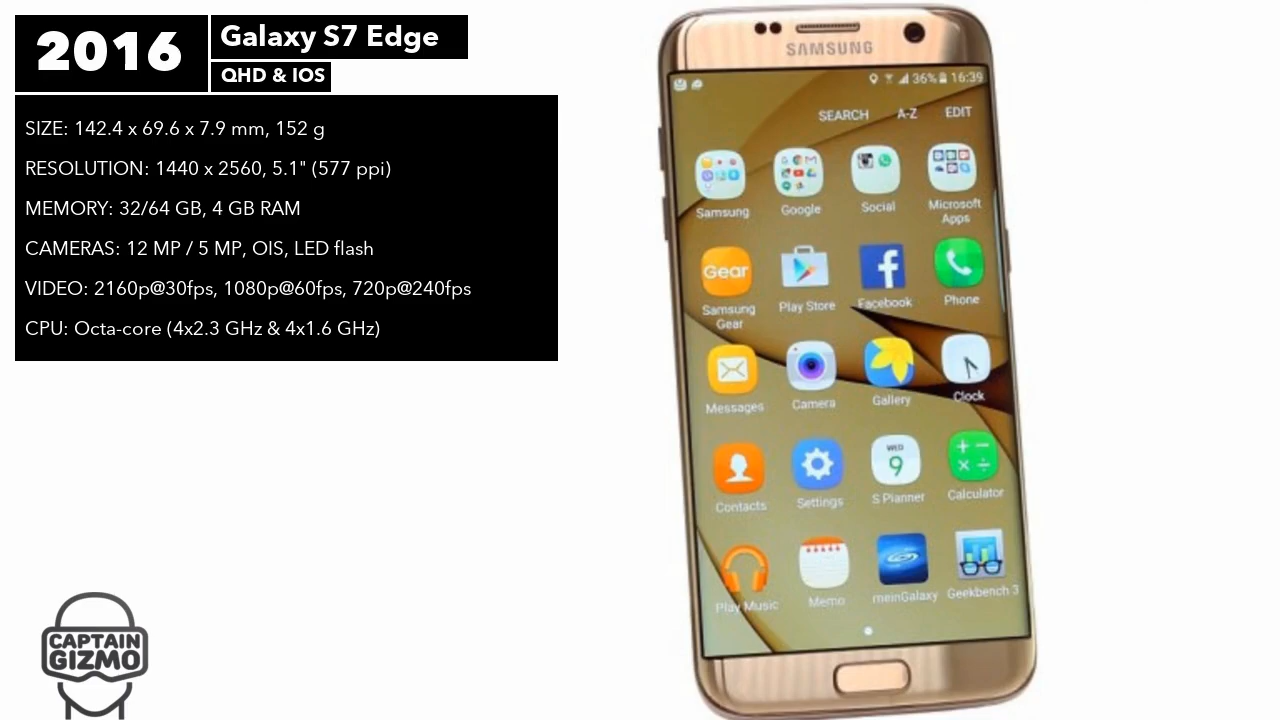 2016
Galaxy S7 Edge
QHD & IOS
SIZE: 142.4 x 69.6 x 7.9 mm, 152 g
RESOLUTION: 1440 x 2560, 5.1" (577 ppi)
MEMORY: 32/64 GB, 4 GB RAM
CAMERAS: 12 MP / 5 MP, OIS, LED flash
VIDEO: 2160p@30fps, 1080p@60fps, 720p@240fps
CPU: Octa-core (4x2.3 GHz & 4x1.6 GHz)
SAMSUNG
36% 16:39
SEARCH A-Z EDIT
Samsung Google Social Microsoft
Apps
Gear
Samsung Play Store Facebook Phone
Gear
Messages Camera Gallery Clock
WED
9
Contacts Settings S Planner Calculator
Play Music Memo meinGalaxy Geekbench 3
CAPTAIN
GIZMO